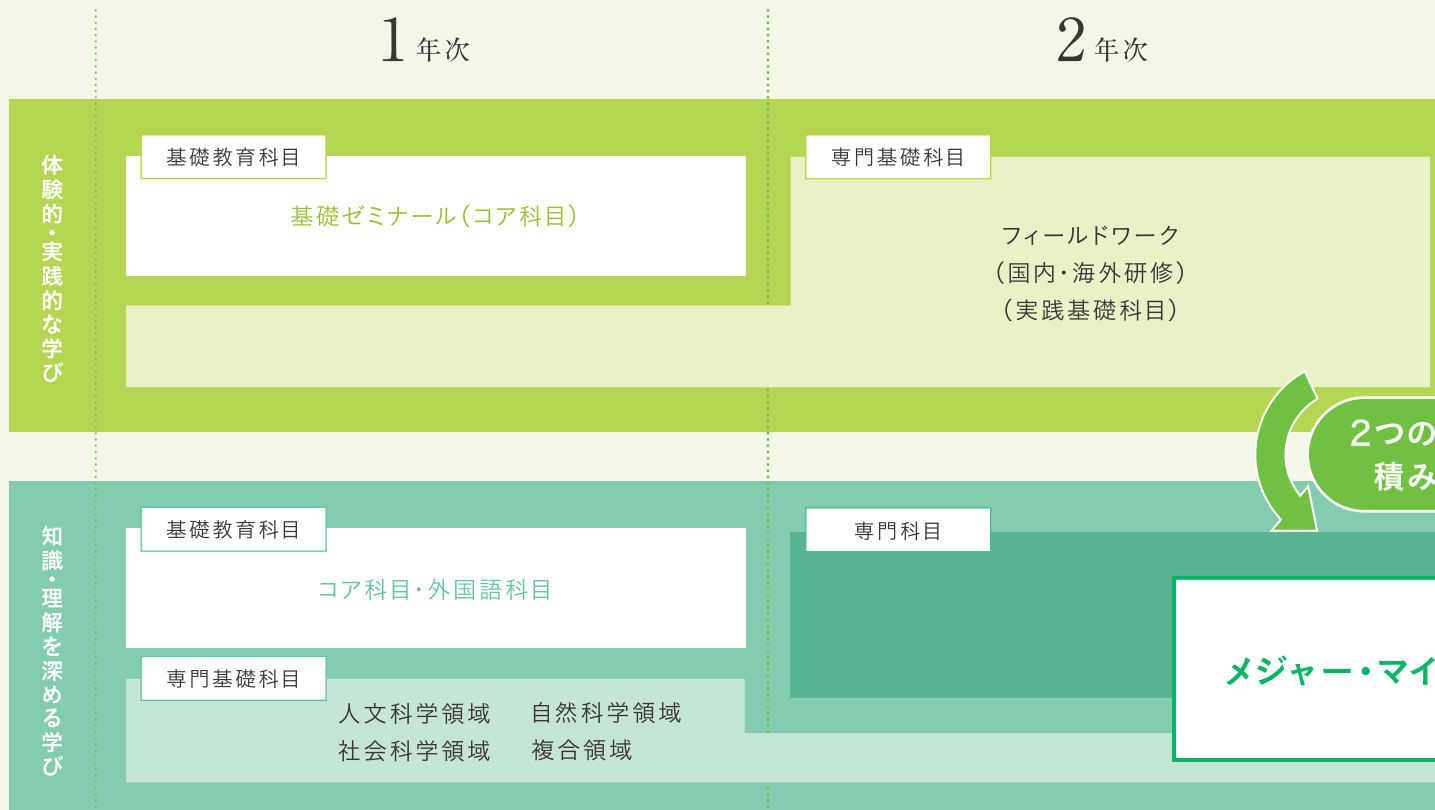 1年次
2年次
体験的・実践的な学び
基礎教育科目
基礎ゼミナール（コア科目）
専門基礎科目
フィールドワーク
（国内・海外研修）
（実践基礎科目）
2つの
積み
知識・理解を深める学び
基礎教育科目
コア科目・外国語科目
専門基礎科目
人文科学領域
自然科学領域
社会科学領域
複合領域
専門科目
メジャー・マイ